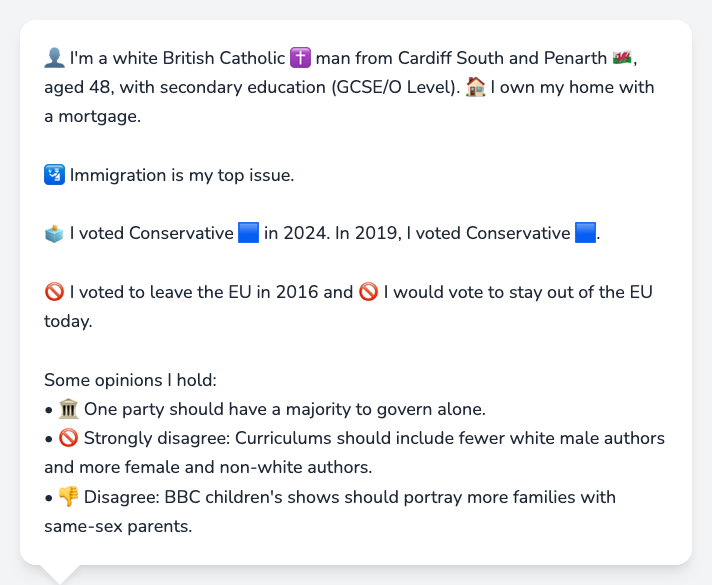 👤 I'm a white British Catholic ✝️ man from Cardiff South and Penarth 🏴󠁧󠁢󠁷󠁬󠁳󠁿,
aged 48, with secondary education (GCSE/O Level). 🏠 I own my home with
a mortgage.
🛂 Immigration is my top issue.
🗳️ I voted Conservative 🟦 in 2024. In 2019, I voted Conservative 🟦.
🚫 I voted to leave the EU in 2016 and 🚫 I would vote to stay out of the EU
today.
Some opinions I hold:
• 🏛️ One party should have a majority to govern alone.
• 🚫 Strongly disagree: Curriculums should include fewer white male authors
and more female and non-white authors.
• 👎 Disagree: BBC children's shows should portray more families with
same-sex parents.